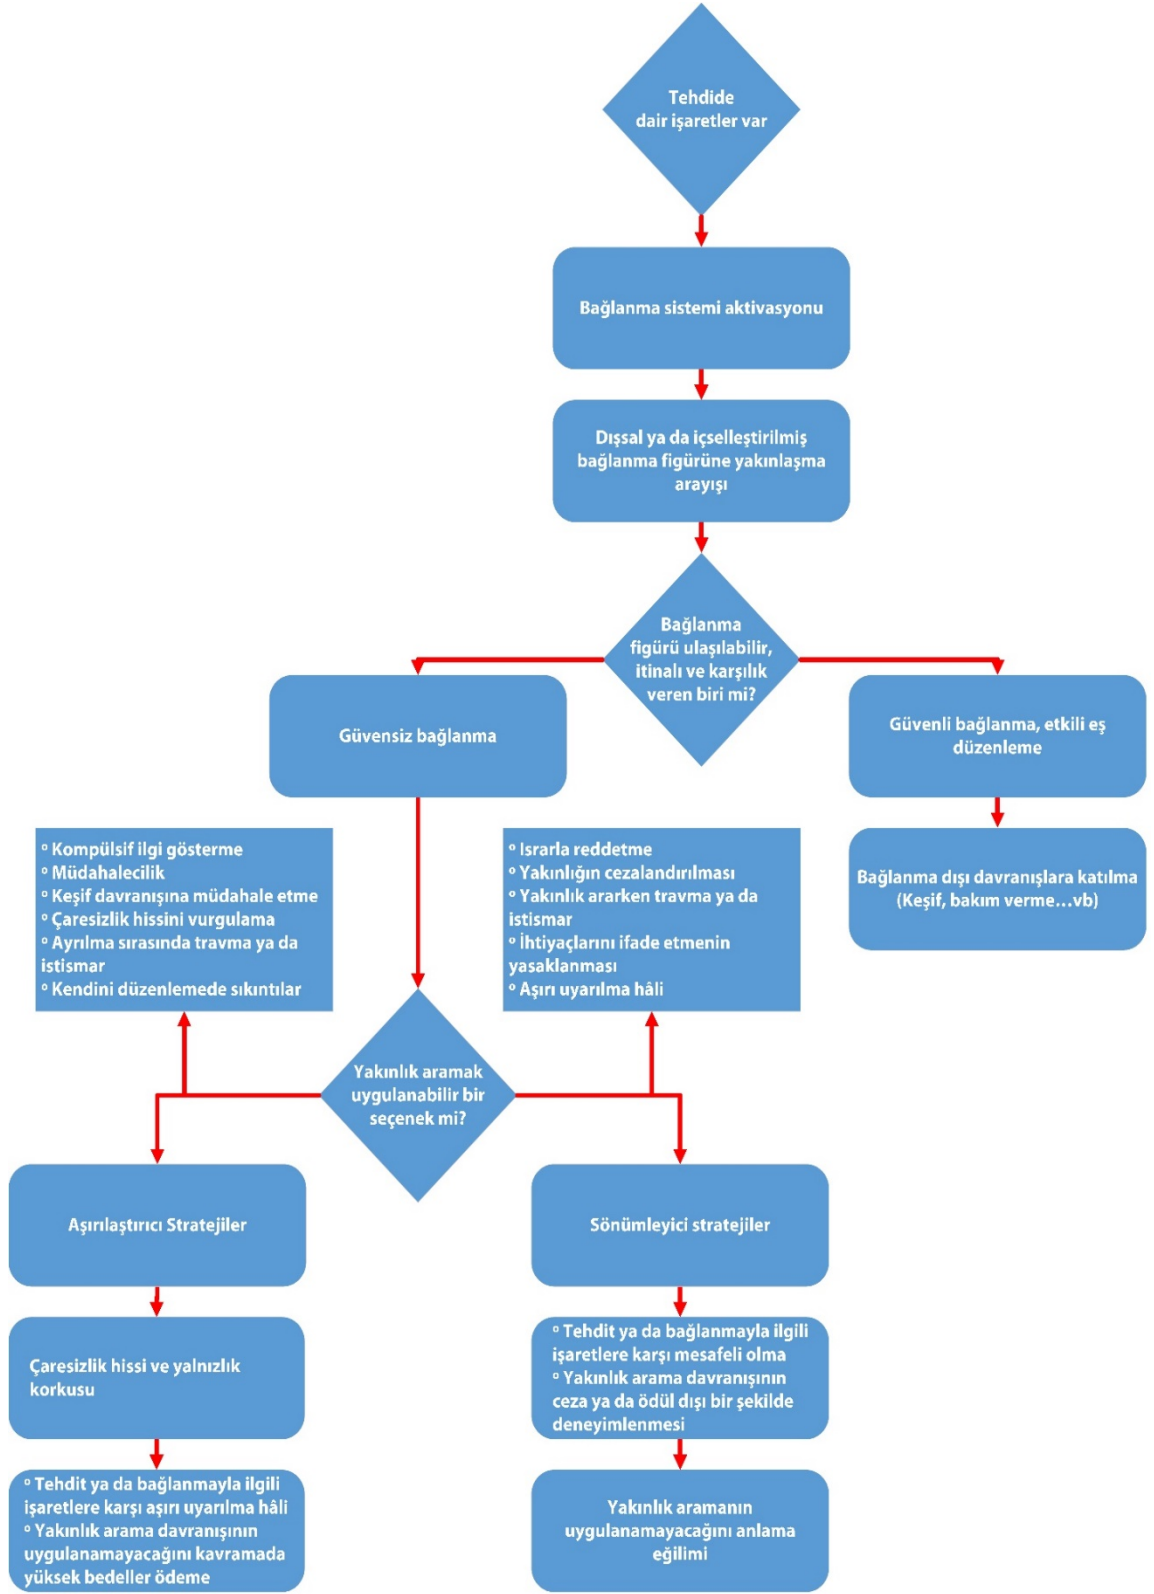 Tehdide
dair işaretler var
Bağlanma sistemi aktivasyonu
Dışsal ya da içselleştirilmiş
bağlanma figürüne yakınlaşma
arayışı
Bağlanma
figürü ulaşılabilir,
itinalı ve karşılık
veren biri mi?
Güvensiz bağlanma
Güvenli bağlanma, etkili eş
düzenleme
Bağlanma dışı davranışlara katılma
(Keşif, bakım verme...vb)
º Kompülsif ilgi gösterme
º Müdahalecilik
º Keşif davranışına müdahale etme
º Çaresizlik hissini vurgulama
º Ayrılma sırasında travma ya da
istismar
º Kendini düzenlemede sıkıntılar
º Israrla reddetme
º Yakınlığın cezalandırılması
º Yakınlık ararken travma ya da
istismar
º İhtiyaçlarını ifade etmenin
yasaklanması
º Aşırı uyarılma hâli
Yakınlık aramak
uygulanabilir bir
seçenek mi?
Aşırılaştırıcı Stratejiler
Sönümleyici stratejiler
Çaresizlik hissi ve yalnızlık
korkusu
º Tehdit ya da bağlanmayla ilgili
işaretlere karşı mesafeli olma
º Yakınlık arama davranışının
ceza ya da ödül dışı bir şekilde
deneyimlenmesi
º Tehdit ya da bağlanmayla ilgili
işaretlere karşı aşırı uyarılma hâli
º Yakınlık arama davranışının
uygulanamayacağını kavramada
yüksek bedeller ödeme
Yakınlık aramanın
uygulanamayacağını anlama
eğilimi